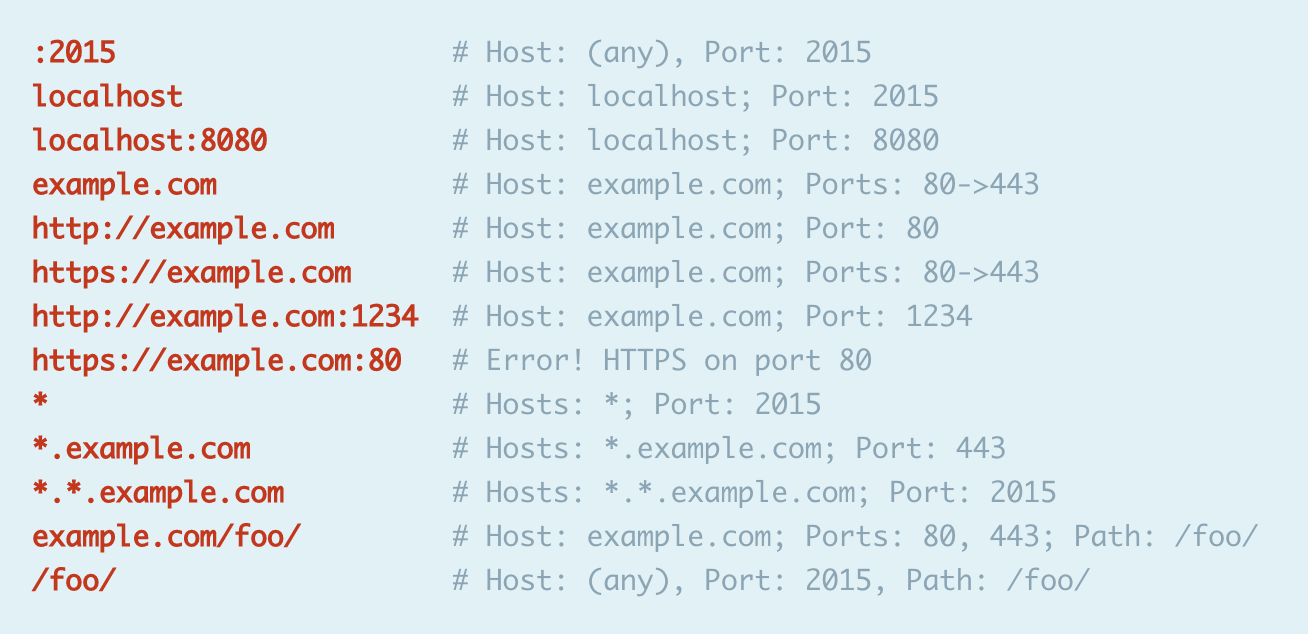 :2015 # Host: (any), Port: 2015
localhost # Host: localhost; Port: 2015
localhost:8080 # Host: localhost; Port: 8080
example.com # Host: example.com; Ports: 80->443
http://example.com # Host: example.com; Port: 80
https://example.com # Host: example.com; Ports: 80->443
http://example.com:1234 # Host: example.com; Port: 1234
https://example.com:80 # Error! HTTPS on port 80
* # Hosts: *; Port: 2015
*.example.com # Hosts: *.example.com; Port: 443
*.*.example.com # Hosts: *.*.example.com; Port: 2015
example.com/foo/ # Host: example.com; Ports: 80, 443; Path: /foo/
/foo/ # Host: (any), Port: 2015, Path: /foo/